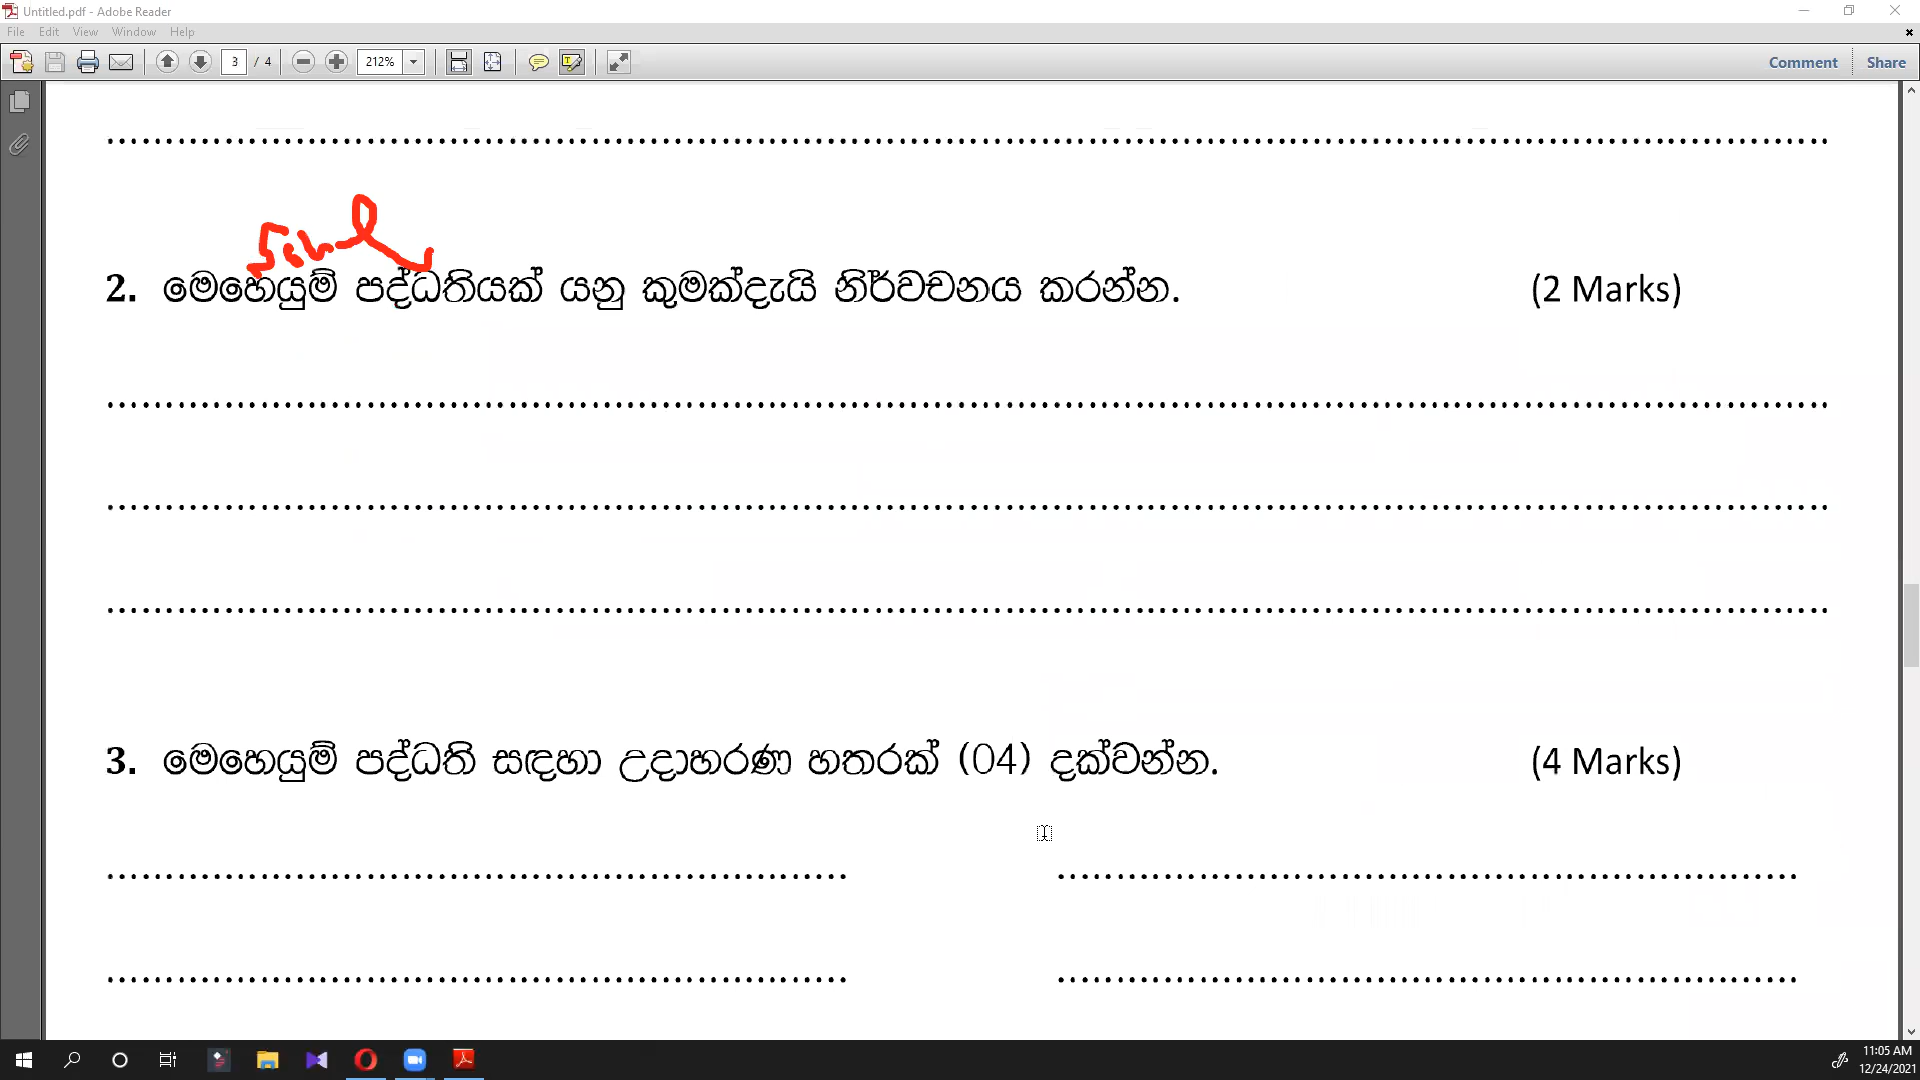 Untitled.pdf - Adobe Reader
File Edit View Window Help
3 / 4 212% Comment Share
2. මෙහෙයුම් පද්ධතියක් යනු කුමක්දැයි නිර්වචනය කරන්න. (2 Marks)
3. මෙහෙයුම් පද්ධති සඳහා උදාහරණ හතරක් (04) දක්වන්න. (4 Marks)
11:05 AM
12/24/2021